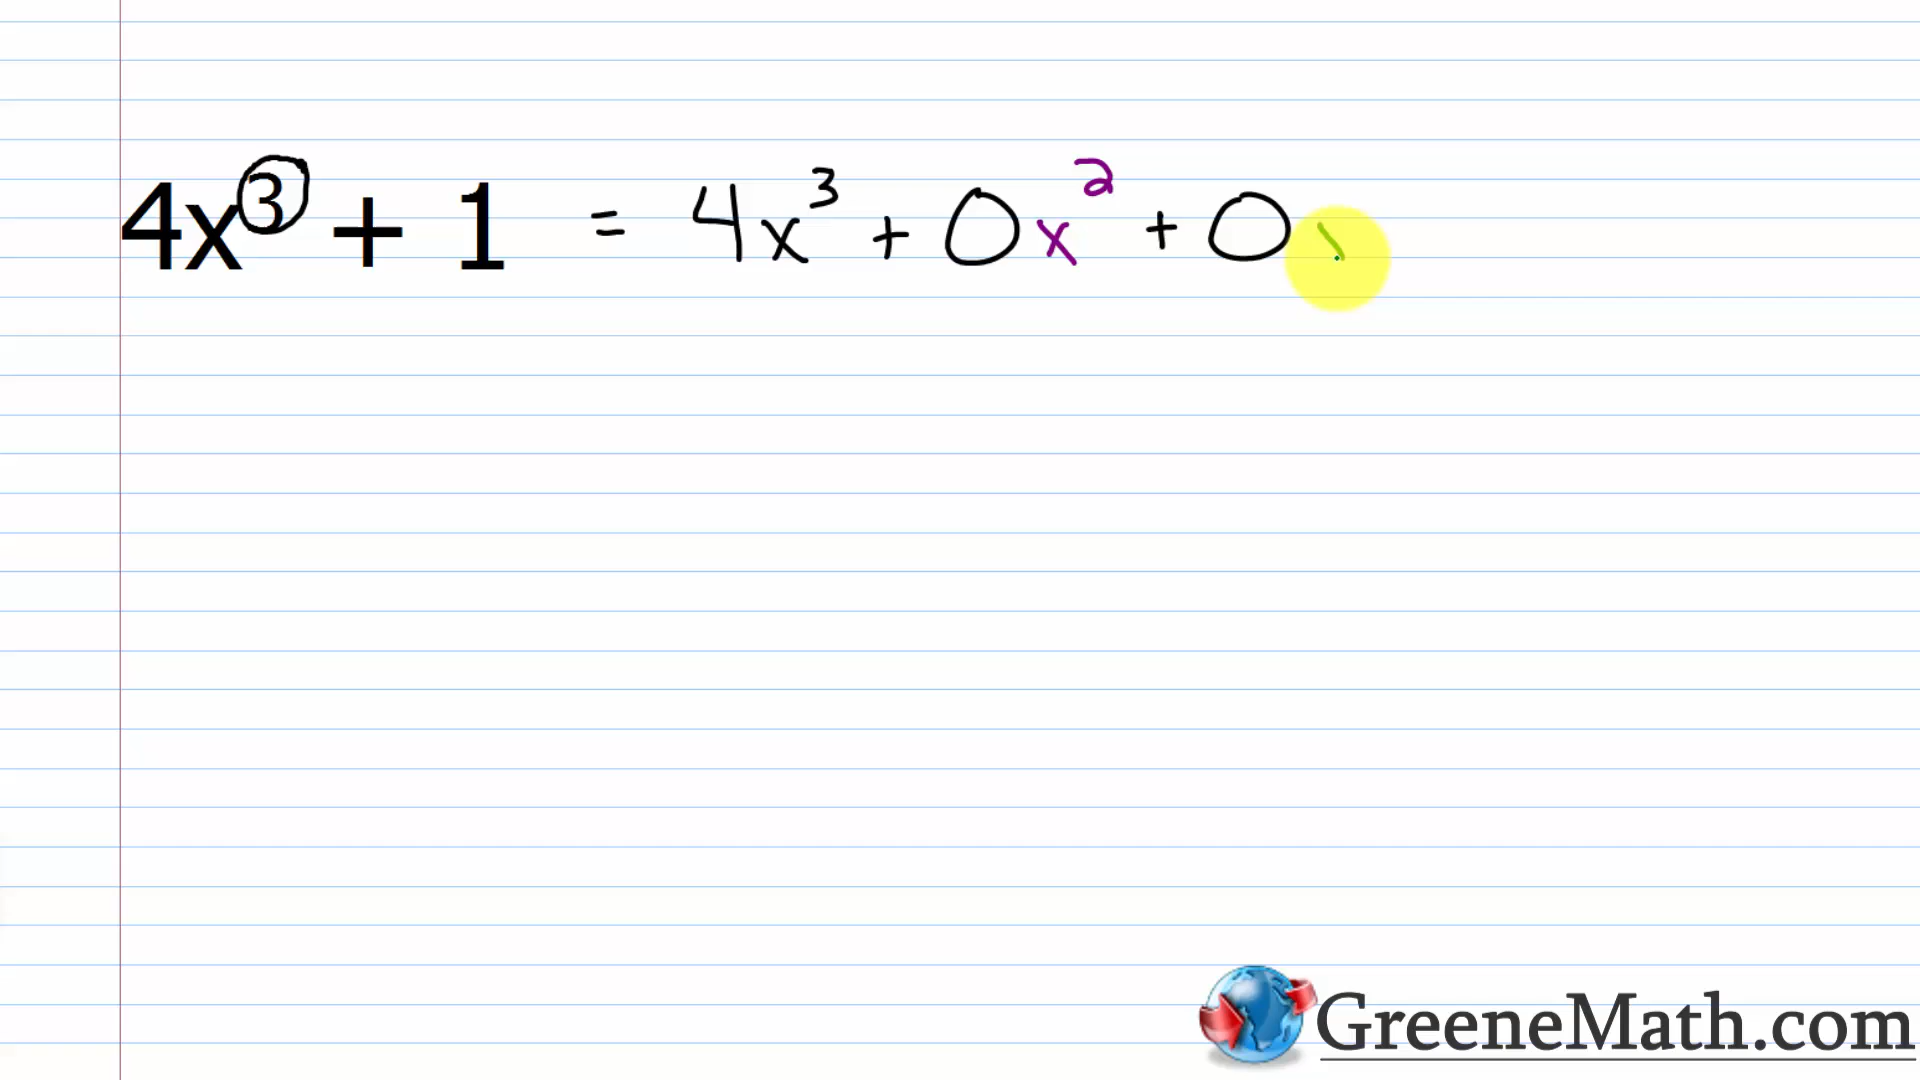 4x³ + 1 = 4x³ + 0x² + 0
GreeneMath.com